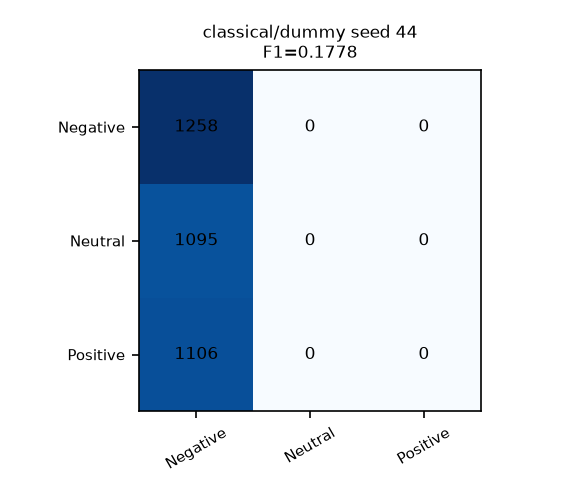 classical/dummy seed 44
F1=0.1778
Negative 1258 0 0
Neutral 1095 0 0
Positive 1106 0 0
Negative Neutral Positive